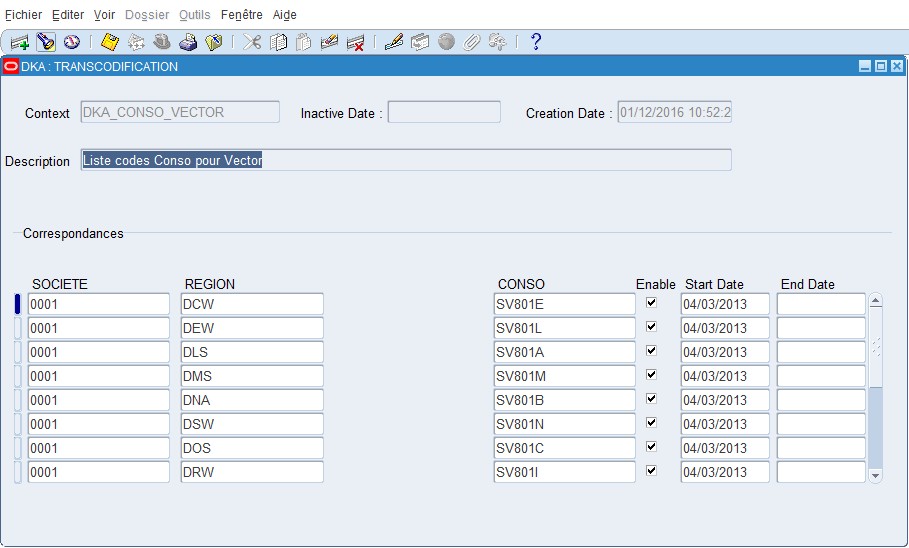 Fichier Editer Voir Dossier Outils Fenêtre Aide
DKA : TRANSCODIFICATION
Context DKA_CONSO_VECTOR Inactive Date : Creation Date : 01/12/2016 10:52:2
Description Liste codes Conso pour Vector
Correspondances
SOCIETE REGION CONSO Enable Start Date End Date
0001 DCW SV801E 04/03/2013
0001 DEW SV801L 04/03/2013
0001 DLS SV801A 04/03/2013
0001 DMS SV801M 04/03/2013
0001 DNA SV801B 04/03/2013
0001 DSW SV801N 04/03/2013
0001 DOS SV801C 04/03/2013
0001 DRW SV801I 04/03/2013